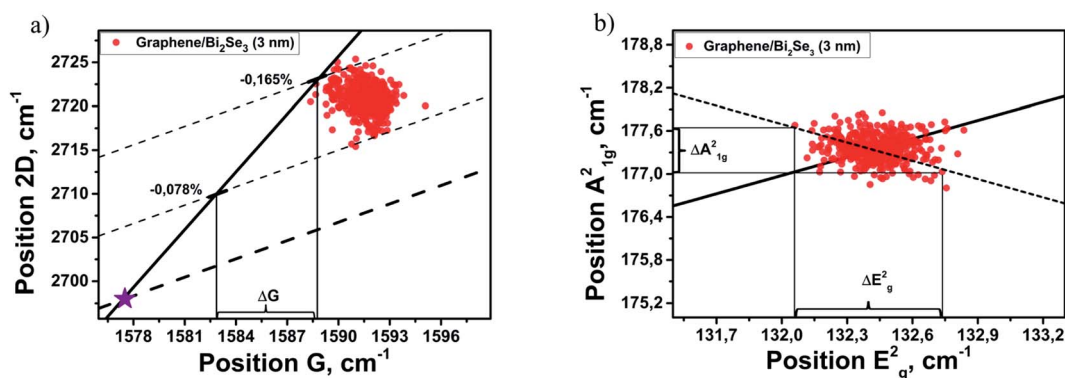 a)
Graphene/Bi₂Se₃ (3 nm)
Position 2D, cm⁻¹
2725
2720
2715
2710
2705
2700
-0,165%
-0,078%
ΔG
1578
1581
1584
1587
1590
1593
1596
Position G, cm⁻¹
b)
Graphene/Bi₂Se₃ (3 nm)
Position A²₁g, cm⁻¹
178,8
178,2
177,6
177,0
176,4
175,8
175,2
ΔA²₁g
ΔE²g
131,7
132,0
132,3
132,6
132,9
133,2
Position E²g, cm⁻¹